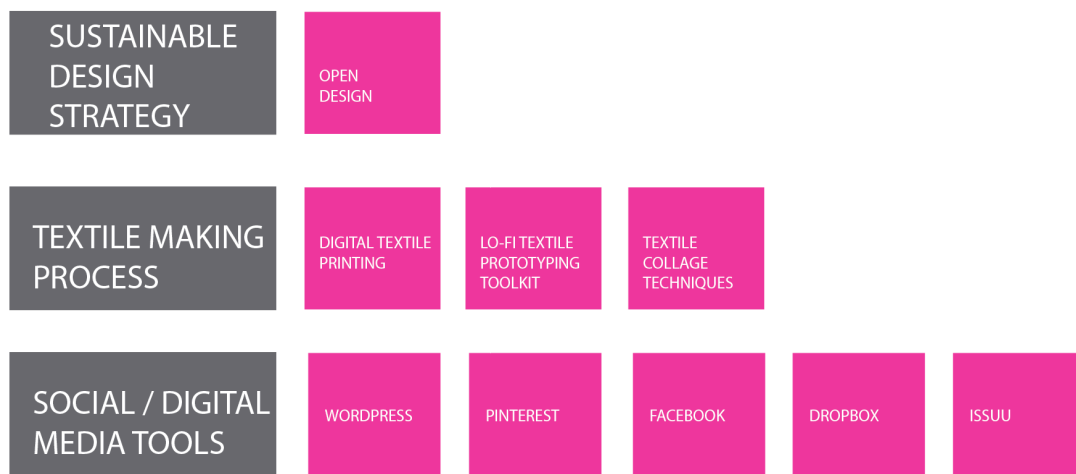 SUSTAINABLE
DESIGN
STRATEGY
OPEN
DESIGN
TEXTILE MAKING
PROCESS
DIGITAL TEXTILE
PRINTING
LO-FI TEXTILE
PROTOTYPING
TOOLKIT
TEXTILE
COLLAGE
TECHNIQUES
SOCIAL / DIGITAL
MEDIA TOOLS
WORDPRESS
PINTEREST
FACEBOOK
DROPBOX
ISSUU